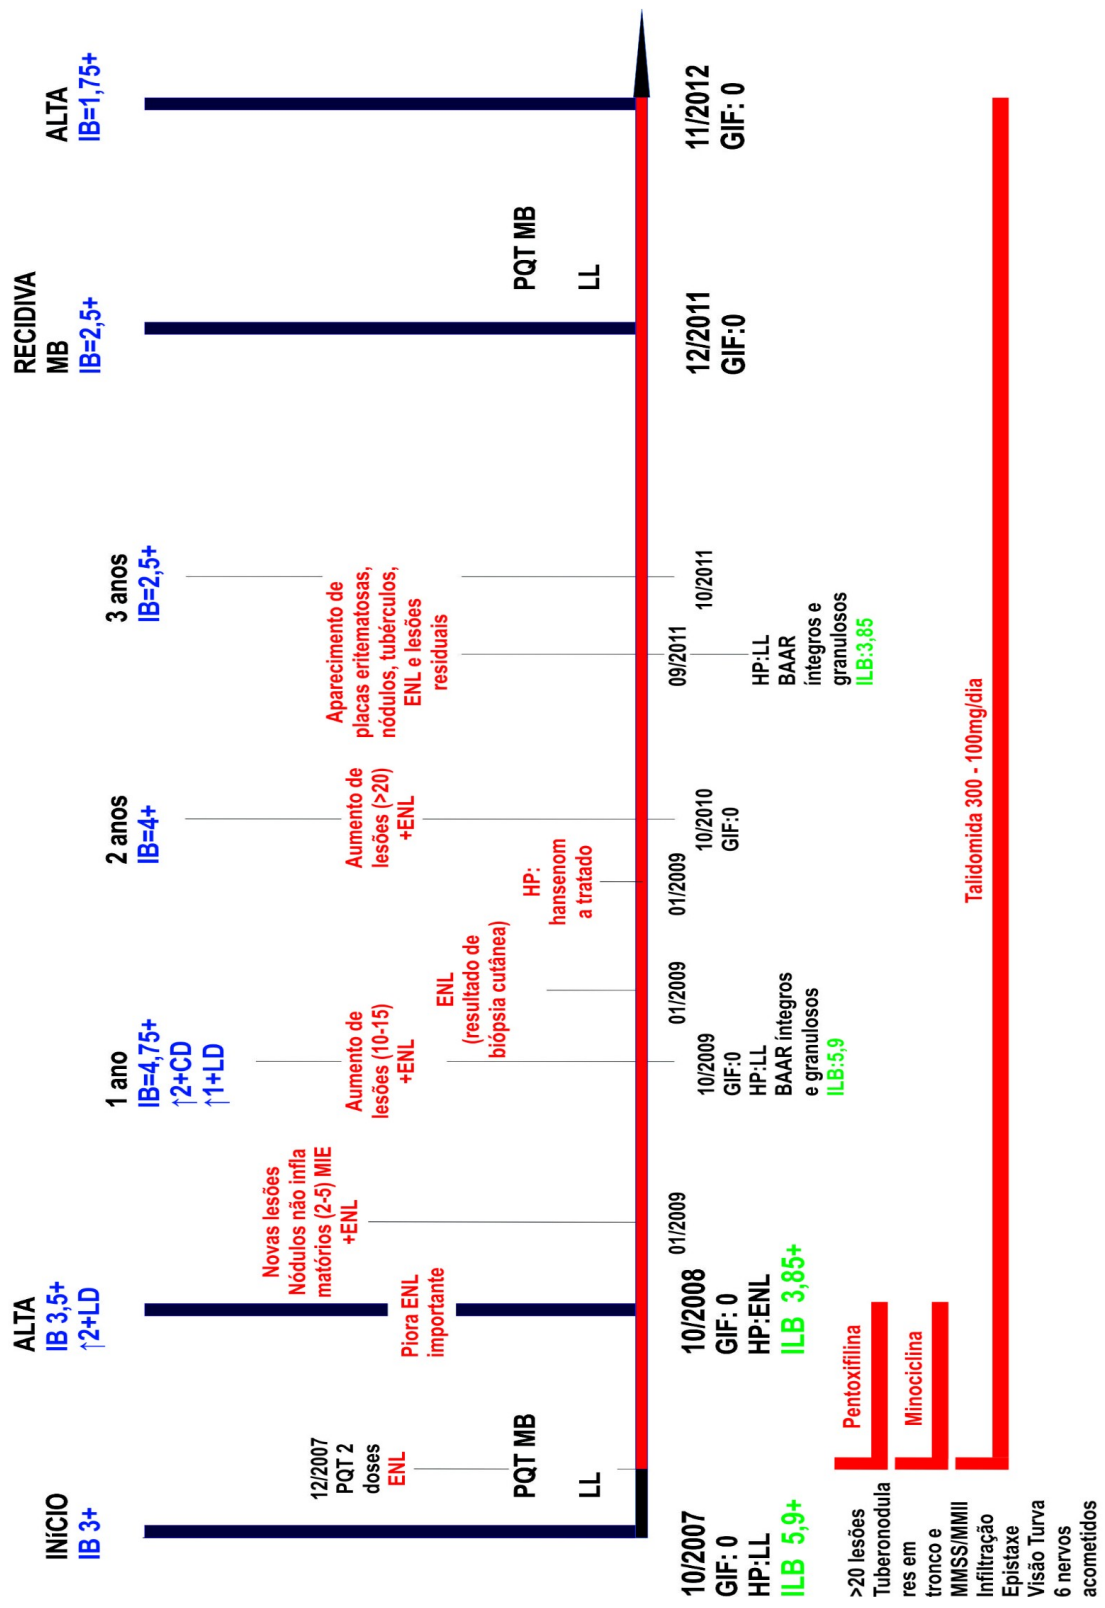 INÍCIO
IB 3+
ALTA
IB 3,5+
↑2+LD
1 ano
IB=4,75+
↑2+CD
↑1+LD
2 anos
IB=4+
3 anos
IB=2,5+
RECIDIVA
MB
IB=2,5+
ALTA
IB=1,75+
12/2007
PQT 2
doses
ENL
PQT MB
LL
Piora ENL
importante
Novas lesões
Nódulos não infla
matórios (2-5) MIE
+ENL
Aumento de
lesões (10-15)
+ENL
ENL
(resultado de
biópsia cutânea)
HP:
hansenom
a tratado
Aumento de
lesões (>20)
+ENL
Aparecimento de
placas eritematosas,
nódulos, tubérculos,
ENL e lesões
residuais
PQT MB
LL
10/2007
GIF: 0
HP:LL
ILB 5,9+
10/2008
GIF: 0
HP:ENL
ILB 3,85+
01/2009
10/2009
GIF:0
HP:LL
BAAR íntegros
e granulosos
ILB:5,9
01/2009
01/2009
10/2010
GIF:0
09/2011
HP:LL
BAAR
íntegros e
granulosos
ILB:3,85
10/2011
12/2011
GIF:0
11/2012
GIF: 0
>20 lesões
Tuberonodula
res em
tronco e
MMSS/MMII
Infiltração
Epistaxe
Visão Turva
6 nervos
acometidos
Pentoxifilina
Minociclina
Talidomida 300 - 100mg/dia